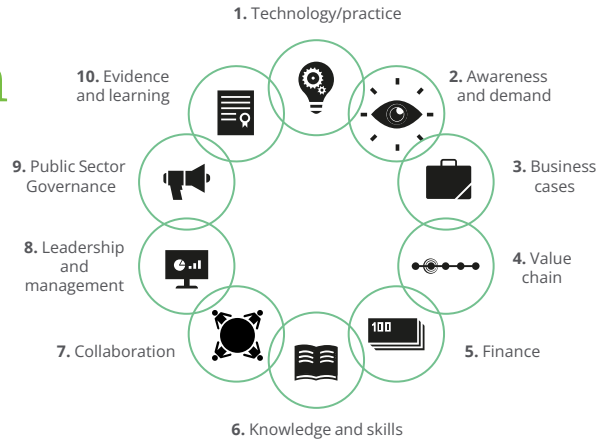 1. Technology/practice
2. Awareness
and demand
3. Business
cases
4. Value
chain
5. Finance
6. Knowledge and skills
7. Collaboration
8. Leadership
and
management
9. Public Sector
Governance
10. Evidence
and learning
100